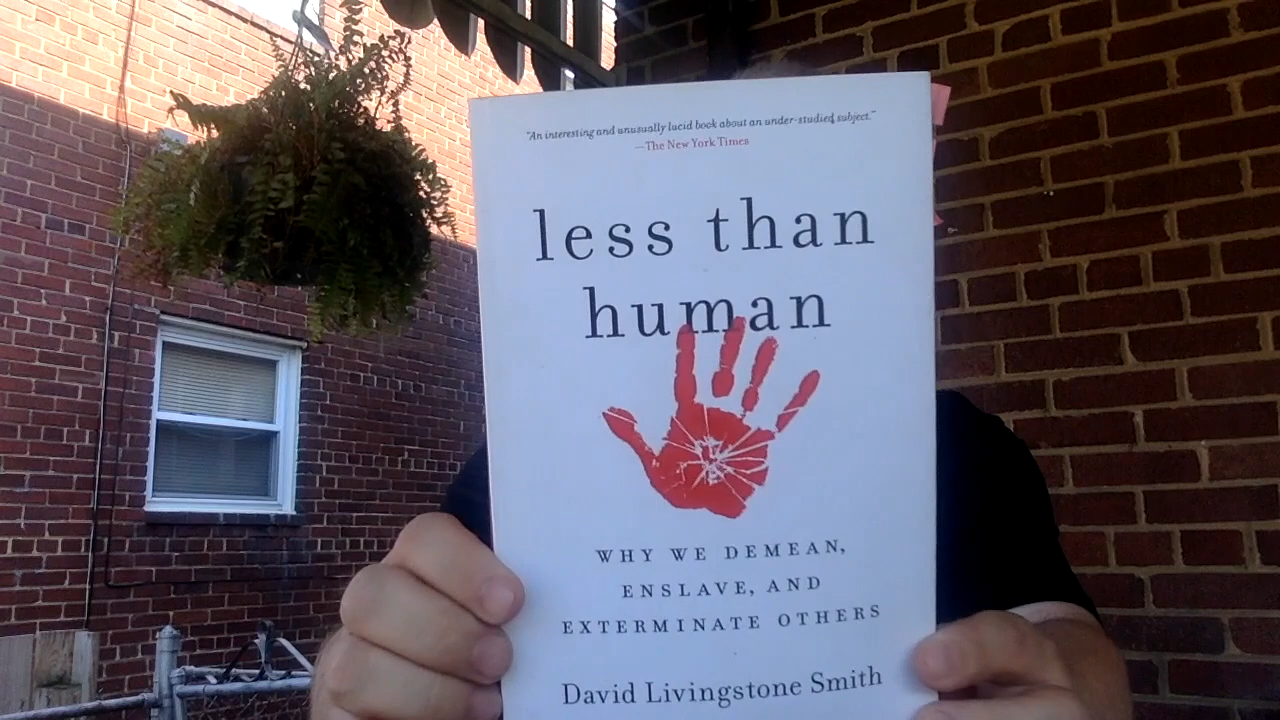 "An interesting and unusually lucid book about an under-studied subject."
—The New York Times
less than
human
WHY WE DEMEAN,
ENSLAVE, AND
EXTERMINATE OTHERS
David Livingstone Smith